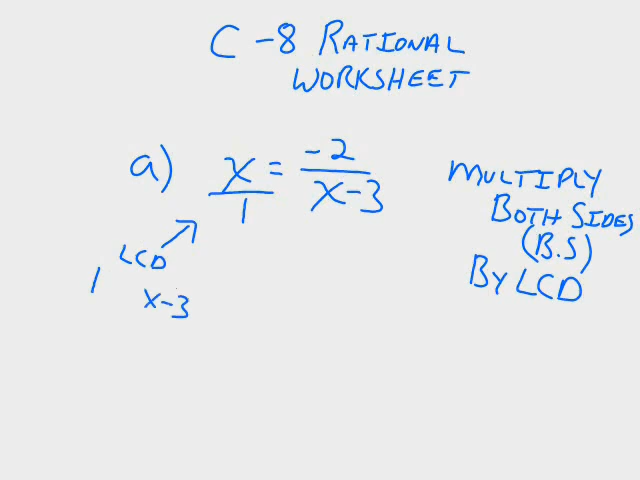 C-8 RATIONAL
WORKSHEET
a) x/1 = -2/(x-3)
MULTIPLY
BOTH SIDES
(B.S)
BY LCD
LCD
1
x-3